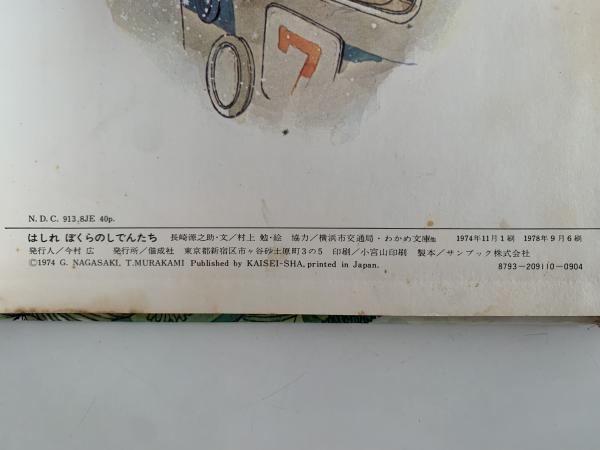 7
N. D. C. 913,8JE 40p.
はしれ ぼくらのしでんたち 長崎源之助・文/村上 勉・絵 協力/横浜市交通局・わかめ文庫他 1974年11月1刷 1978年9月6刷
発行人/今村 広 発行所/偕成社 東京都新宿区市ヶ谷砂土原町3の5 印刷/小宮山印刷 製本/サンブック株式会社
©1974 G. NAGASAKI, T.MURAKAMI Published by KAISEI-SHA, printed in Japan. 8793-209110-0904